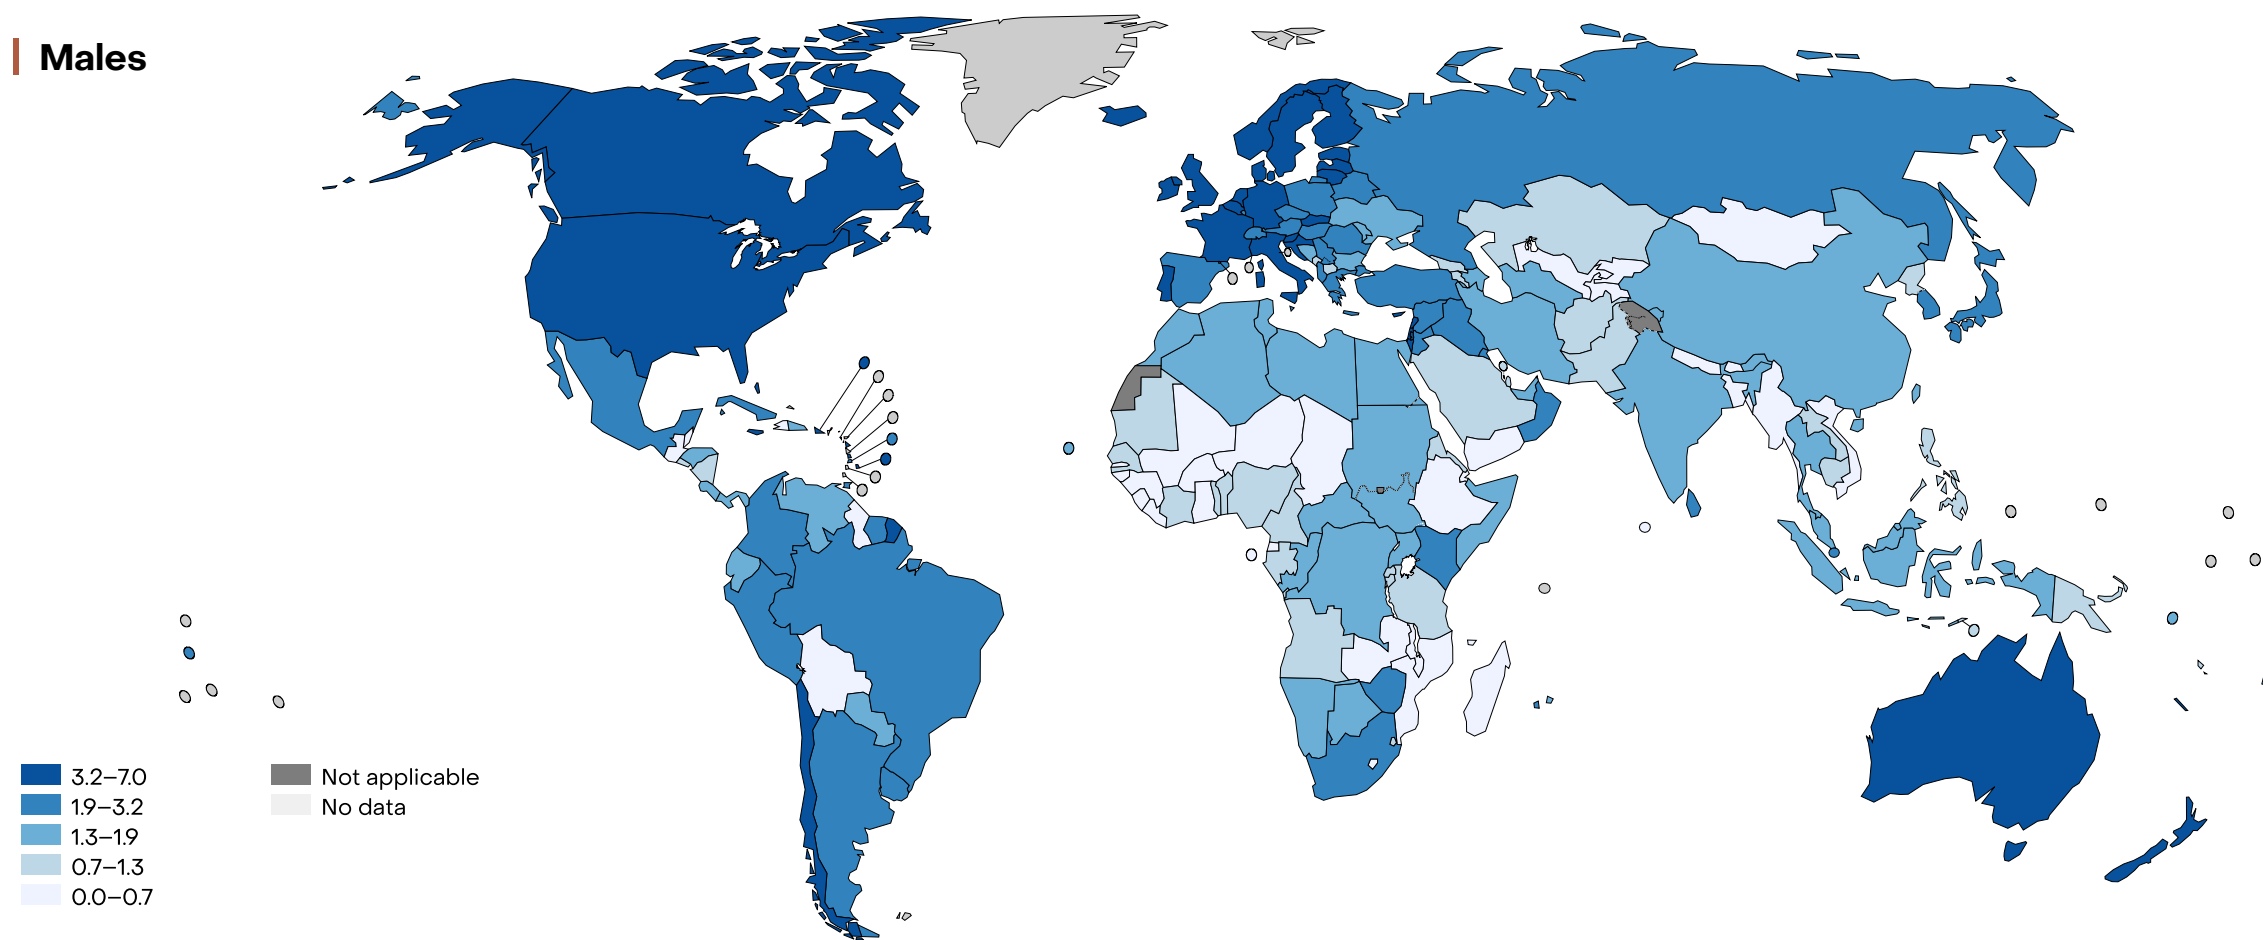 Males
3.2–7.0
1.9–3.2
1.3–1.9
0.7–1.3
0.0–0.7
Not applicable
No data